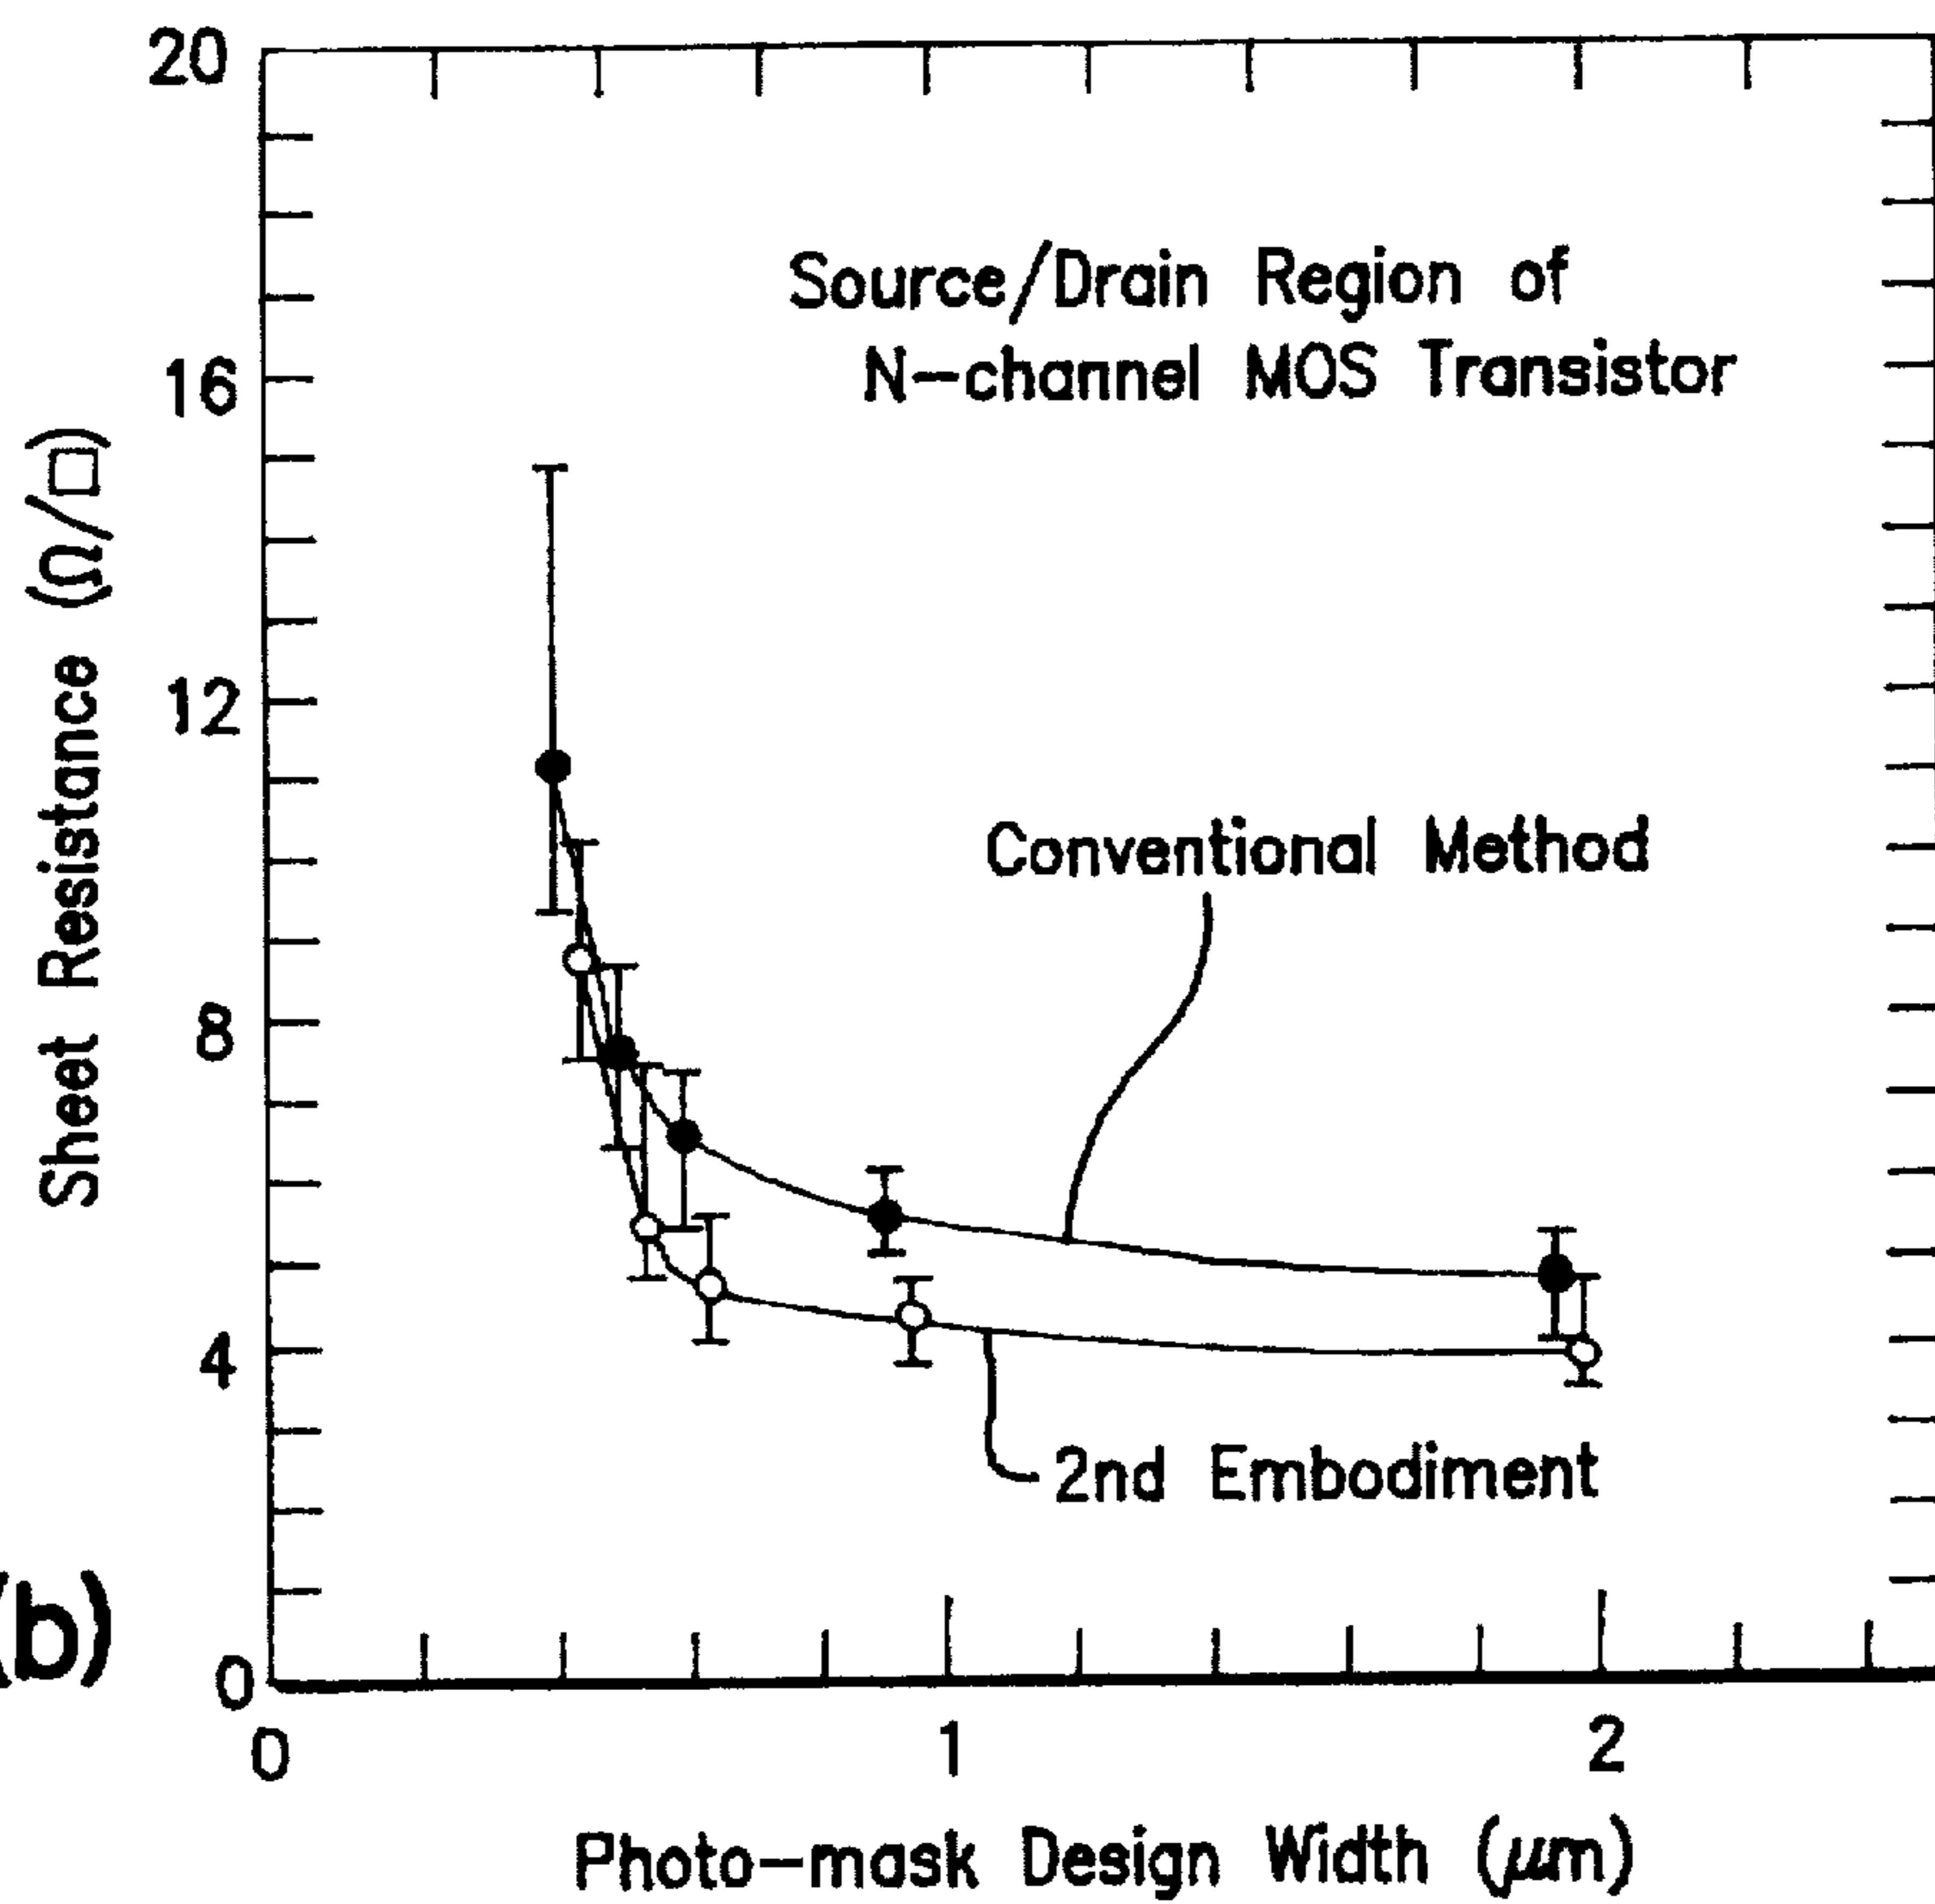 20
Source/Drain Region of
N-channel MOS Transistor
16
Sheet Resistance (Ω/□)
12
Conventional Method
8
4
2nd Embodiment
(b)
0
0 1 2
Photo-mask Design Width (μm)